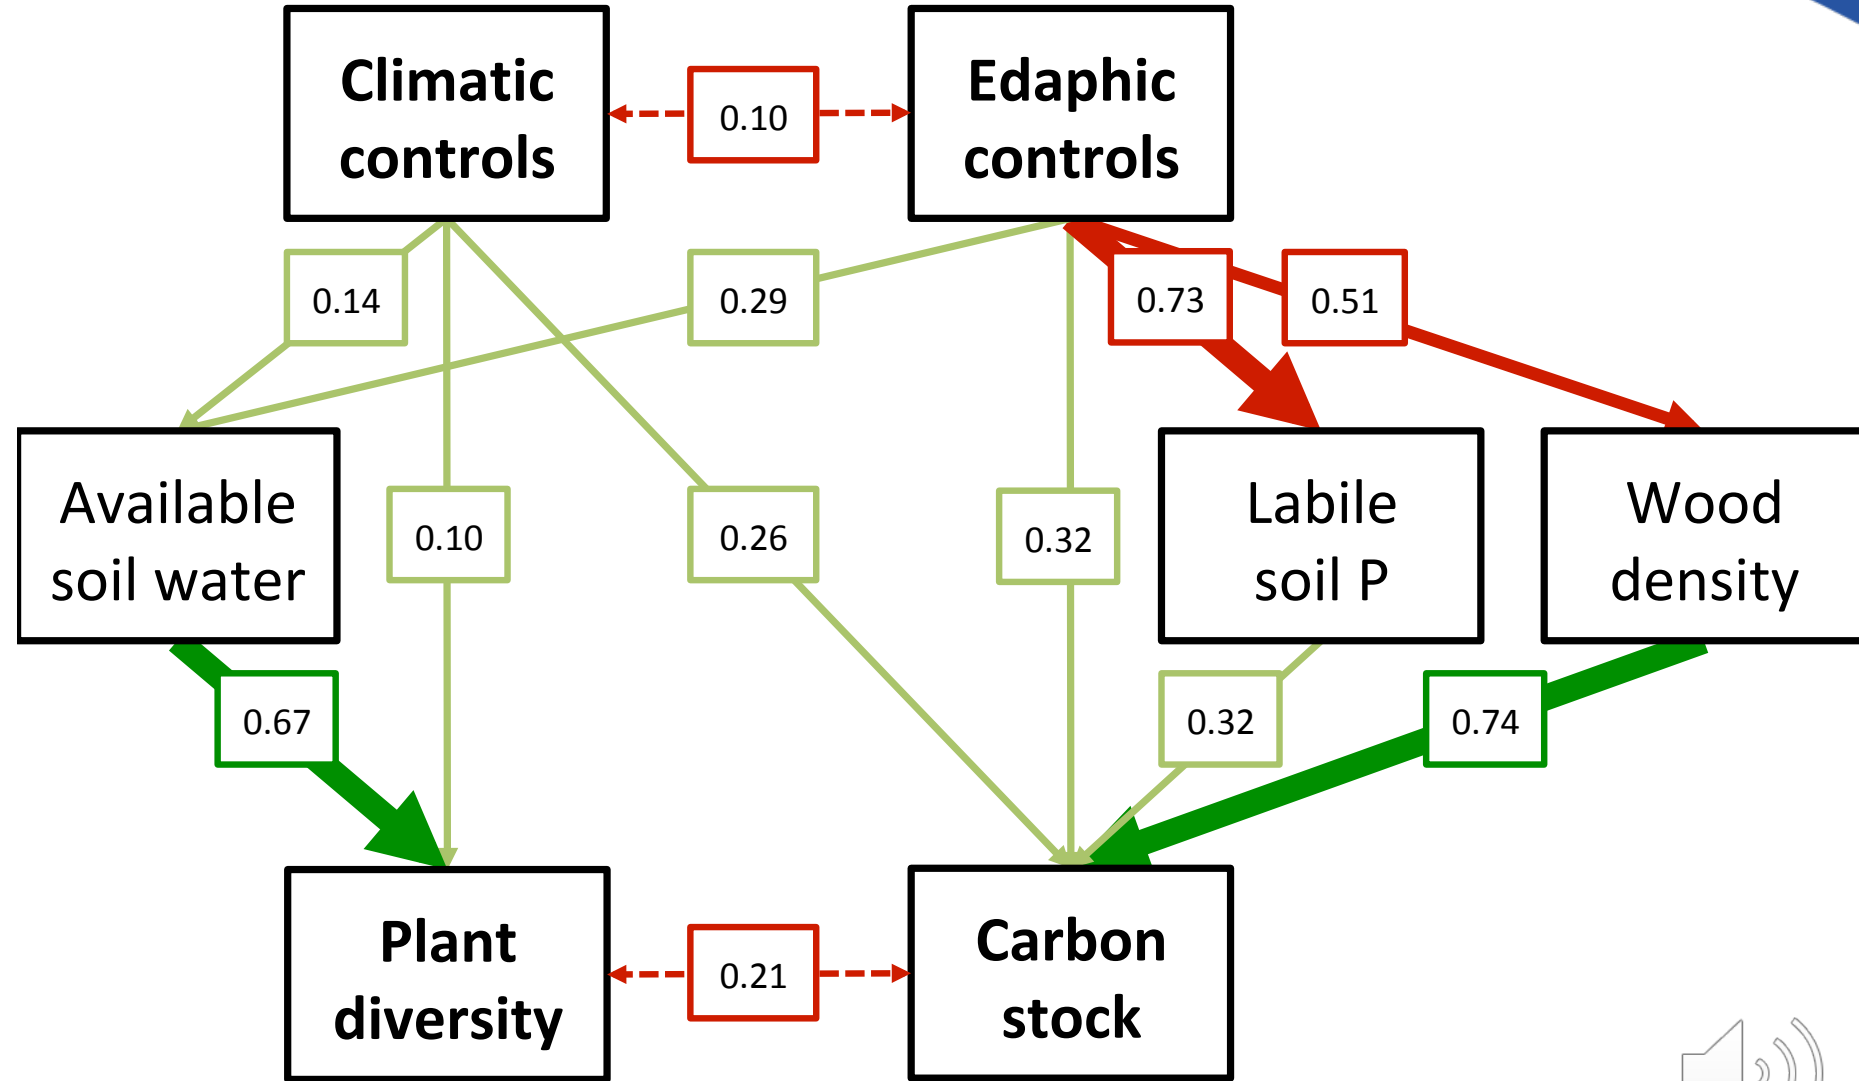 Climatic
controls
0.10
Edaphic
controls
0.14
0.29
0.73
0.51
Available
soil water
0.10
0.26
0.32
Labile
soil P
Wood
density
0.67
0.32
0.74
Plant
diversity
0.21
Carbon
stock